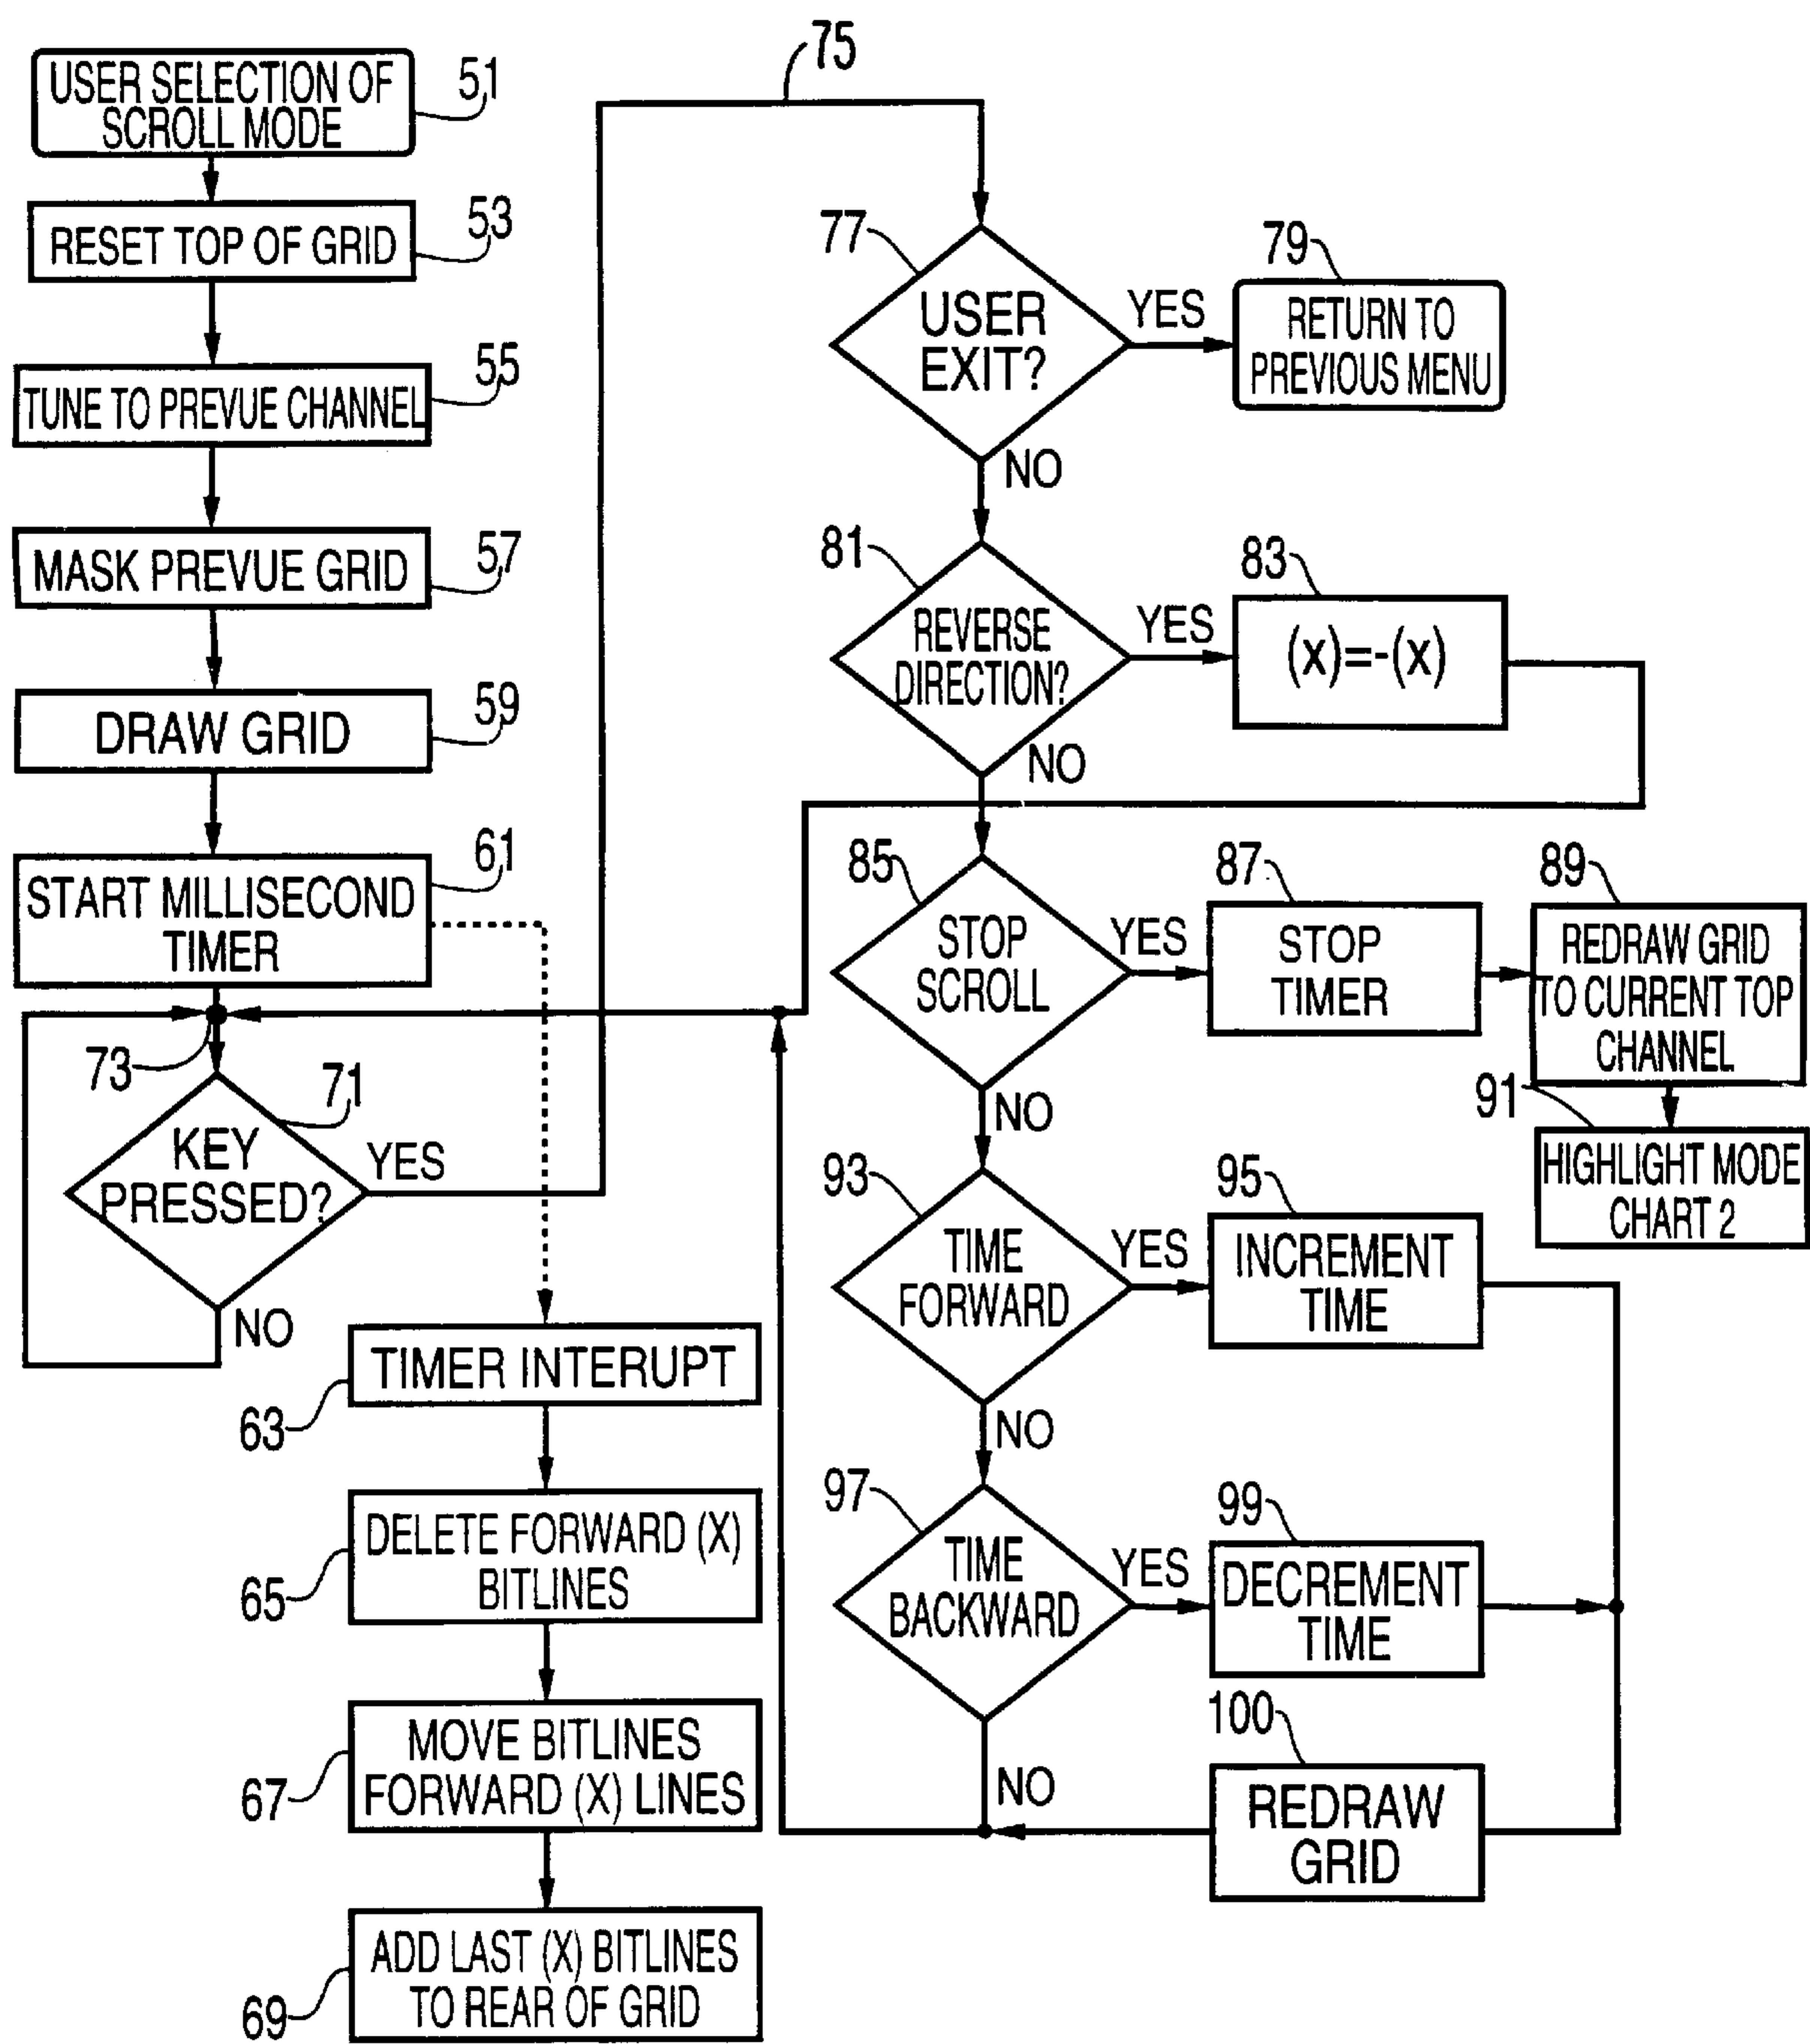 USER SELECTION OF
SCROLL MODE
51
RESET TOP OF GRID
53
TUNE TO PREVUE CHANNEL
55
MASK PREVUE GRID
57
DRAW GRID
59
START MILLISECOND
TIMER
61
73
KEY
PRESSED?
71
YES
NO
TIMER INTERUPT
63
DELETE FORWARD (X)
BITLINES
65
MOVE BITLINES
FORWARD (X) LINES
67
ADD LAST (X) BITLINES
TO REAR OF GRID
69
75
77
USER
EXIT?
YES
NO
79
RETURN TO
PREVIOUS MENU
81
REVERSE
DIRECTION?
YES
NO
83
(x)=-(x)
85
STOP
SCROLL
YES
NO
87
STOP
TIMER
89
REDRAW GRID
TO CURRENT TOP
CHANNEL
91
HIGHLIGHT MODE
CHART 2
93
TIME
FORWARD
YES
NO
95
INCREMENT
TIME
97
TIME
BACKWARD
YES
NO
99
DECREMENT
TIME
100
REDRAW
GRID